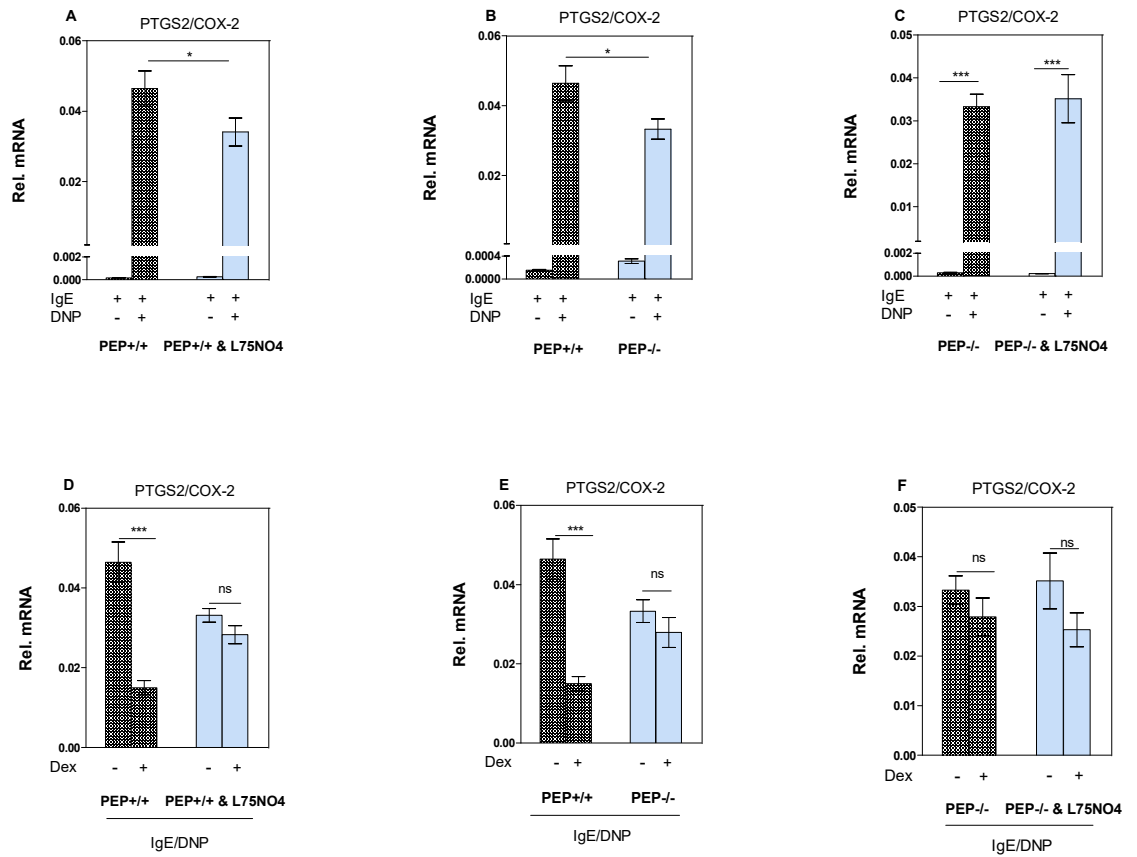 A
PTGS2/COX-2
Rel. mRNA
0.06
*
0.04
0.02
0.002
0.000
IgE + + + +
DNP - + - +
PEP+/+ PEP+/+ & L75NO4
B
PTGS2/COX-2
Rel. mRNA
0.06
*
0.04
0.02
0.0004
0.0000
IgE + + + +
DNP - + - +
PEP+/+ PEP-/-
C
PTGS2/COX-2
Rel. mRNA
0.05
0.04
*** ***
0.03
0.02
0.01
0.002
0.000
IgE + + + +
DNP - + - +
PEP-/- PEP-/- & L75NO4
D
PTGS2/COX-2
Rel. mRNA
0.06
***
0.04
ns
0.02
0.00
Dex - + - +
PEP+/+ PEP+/+ & L75NO4
IgE/DNP
E
PTGS2/COX-2
Rel. mRNA
0.06
***
0.04
ns
0.02
0.00
Dex - + - +
PEP+/+ PEP-/-
IgE/DNP
F
PTGS2/COX-2
Rel. mRNA
0.05
0.04
ns ns
0.03
0.02
0.01
0.00
Dex - + - +
PEP-/- PEP-/- & L75NO4
IgE/DNP